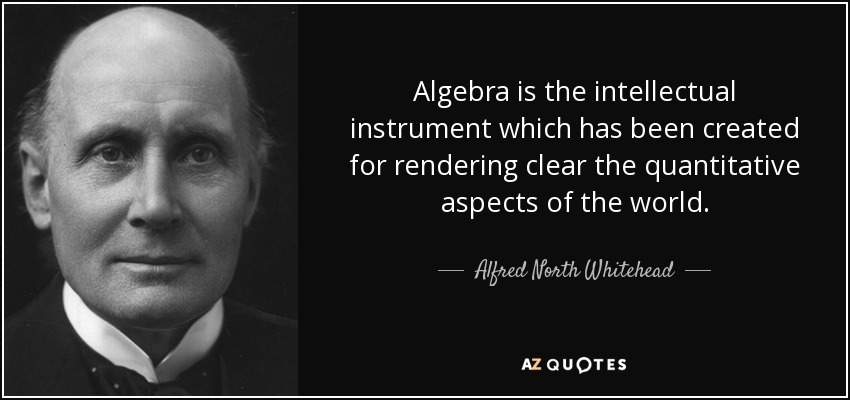 Algebra is the intellectual
instrument which has been created
for rendering clear the quantitative
aspects of the world.
Alfred North Whitehead
AZ QUOTES